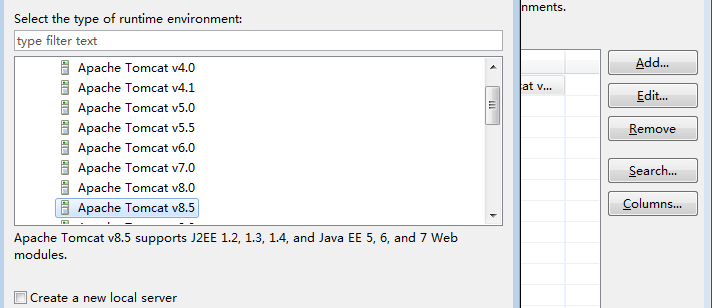 Select the type of runtime environment:
type filter text
Apache Tomcat v4.0
Apache Tomcat v4.1
Apache Tomcat v5.0
Apache Tomcat v5.5
Apache Tomcat v6.0
Apache Tomcat v7.0
Apache Tomcat v8.0
Apache Tomcat v8.5
Apache Tomcat v8.5 supports J2EE 1.2, 1.3, 1.4, and Java EE 5, 6, and 7 Web
modules.
Create a new local server
nments.
cat v...
Add...
Edit...
Remove
Search...
Columns...